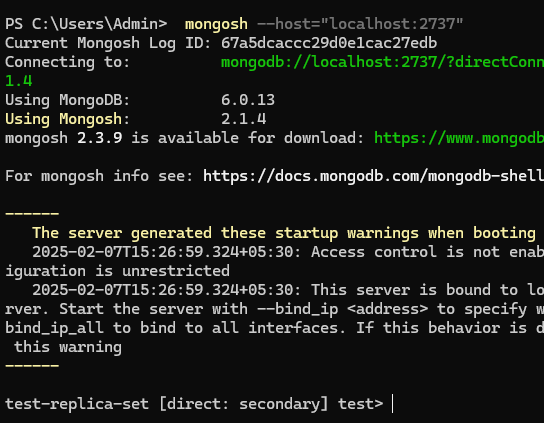 PS C:\Users\Admin>  mongosh --host="localhost:2737"
Current Mongosh Log ID: 67a5dcaccc29d0e1cac27edb
Connecting to:          mongodb://localhost:2737/?directConn
1.4
Using MongoDB:          6.0.13
Using Mongosh:          2.1.4
mongosh 2.3.9 is available for download: https://www.mongodb
For mongosh info see: https://docs.mongodb.com/mongodb-shell
------
   The server generated these startup warnings when booting
   2025-02-07T15:26:59.324+05:30: Access control is not enab
iguration is unrestricted
   2025-02-07T15:26:59.324+05:30: This server is bound to lo
rver. Start the server with --bind_ip <address> to specify w
bind_ip_all to bind to all interfaces. If this behavior is d
 this warning
------
test-replica-set [direct: secondary] test>